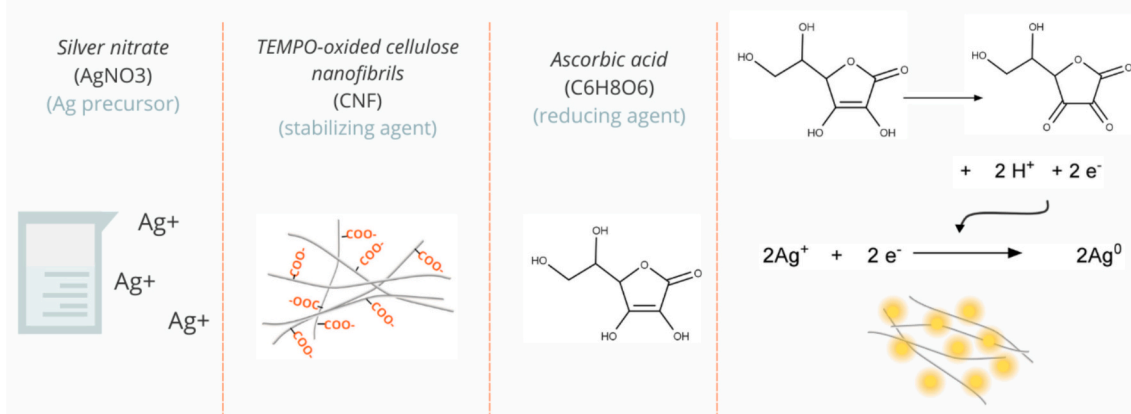 Silver nitrate
(AgNO3)
(Ag precursor)
Ag+
Ag+
Ag+
TEMPO-oxided cellulose
nanofibrils
(CNF)
(stabilizing agent)
COO-
COO-
COO-
COO-
-OOC
COO-
COO-
COO-
Ascorbic acid
(C6H8O6)
(reducing agent)
OH
HO
O
O
HO
OH
OH
HO
O
O
HO
OH
OH
HO
O
O
O
O
+ 2 H⁺ + 2 e⁻
2Ag⁺ + 2 e⁻
2Ag⁰